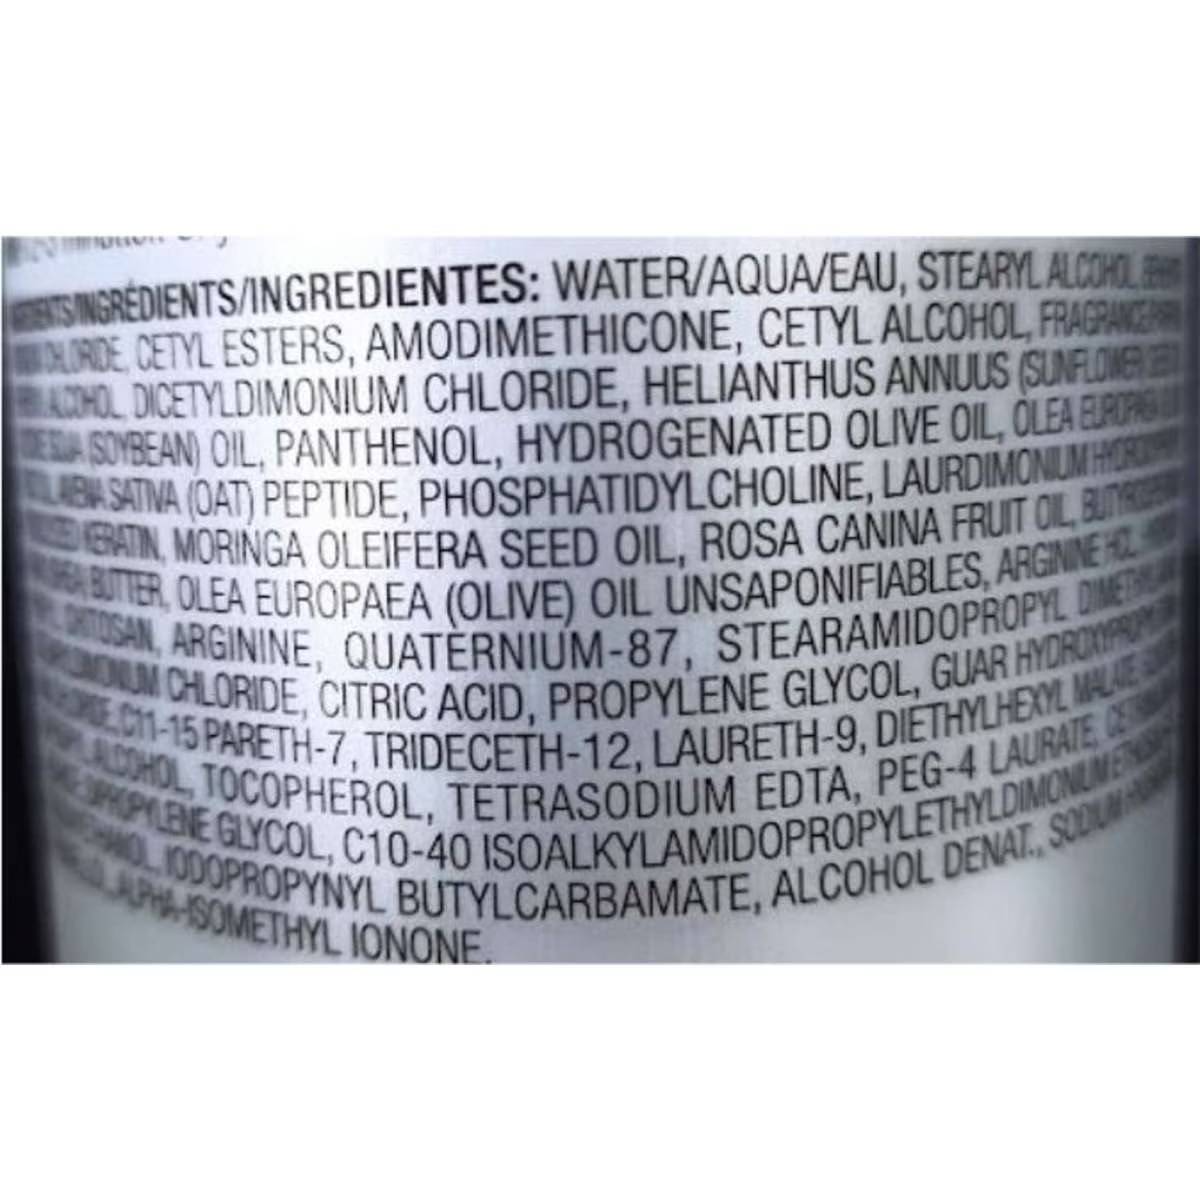 INGRÉDIENTS/INGREDIENTES: WATER/AQUA/EAU, STEARYL ALCOHOL,
CHLORIDE, CETYL ESTERS, AMODIMETHICONE, CETYL ALCOHOL,
ALCOHOL, DICETYLDIMONIUM CHLORIDE, HELIANTHUS ANNUUS (SUNFLOWER)
SOJA (SOYBEAN) OIL, PANTHENOL, HYDROGENATED OLIVE OIL, OLEA
SATIVA (OAT) PEPTIDE, PHOSPHATIDYLCHOLINE, LAURDIMONIUM
KERATIN, MORINGA OLEIFERA SEED OIL, ROSA CANINA FRUIT OIL,
BUTTER, OLEA EUROPAEA (OLIVE) OIL UNSAPONIFIABLES, ARGININE HCL,
CHITOSAN, ARGININE, QUATERNIUM-87, STEARAMIDOPROPYL
CHLORIDE, CITRIC ACID, PROPYLENE GLYCOL, GUAR
C11-15 PARETH-7, TRIDECETH-12, LAURETH-9, DIETHYLHEXYL
ALCOHOL, TOCOPHEROL, TETRASODIUM EDTA, PEG-4 LAURATE,
GLYCOL, C10-40 ISOALKYLAMIDOPROPYLETHYLDIMONIUM
IODOPROPYNYL BUTYLCARBAMATE, ALCOHOL DENAT., SODIUM
ALPHA-ISOMETHYL IONONE.